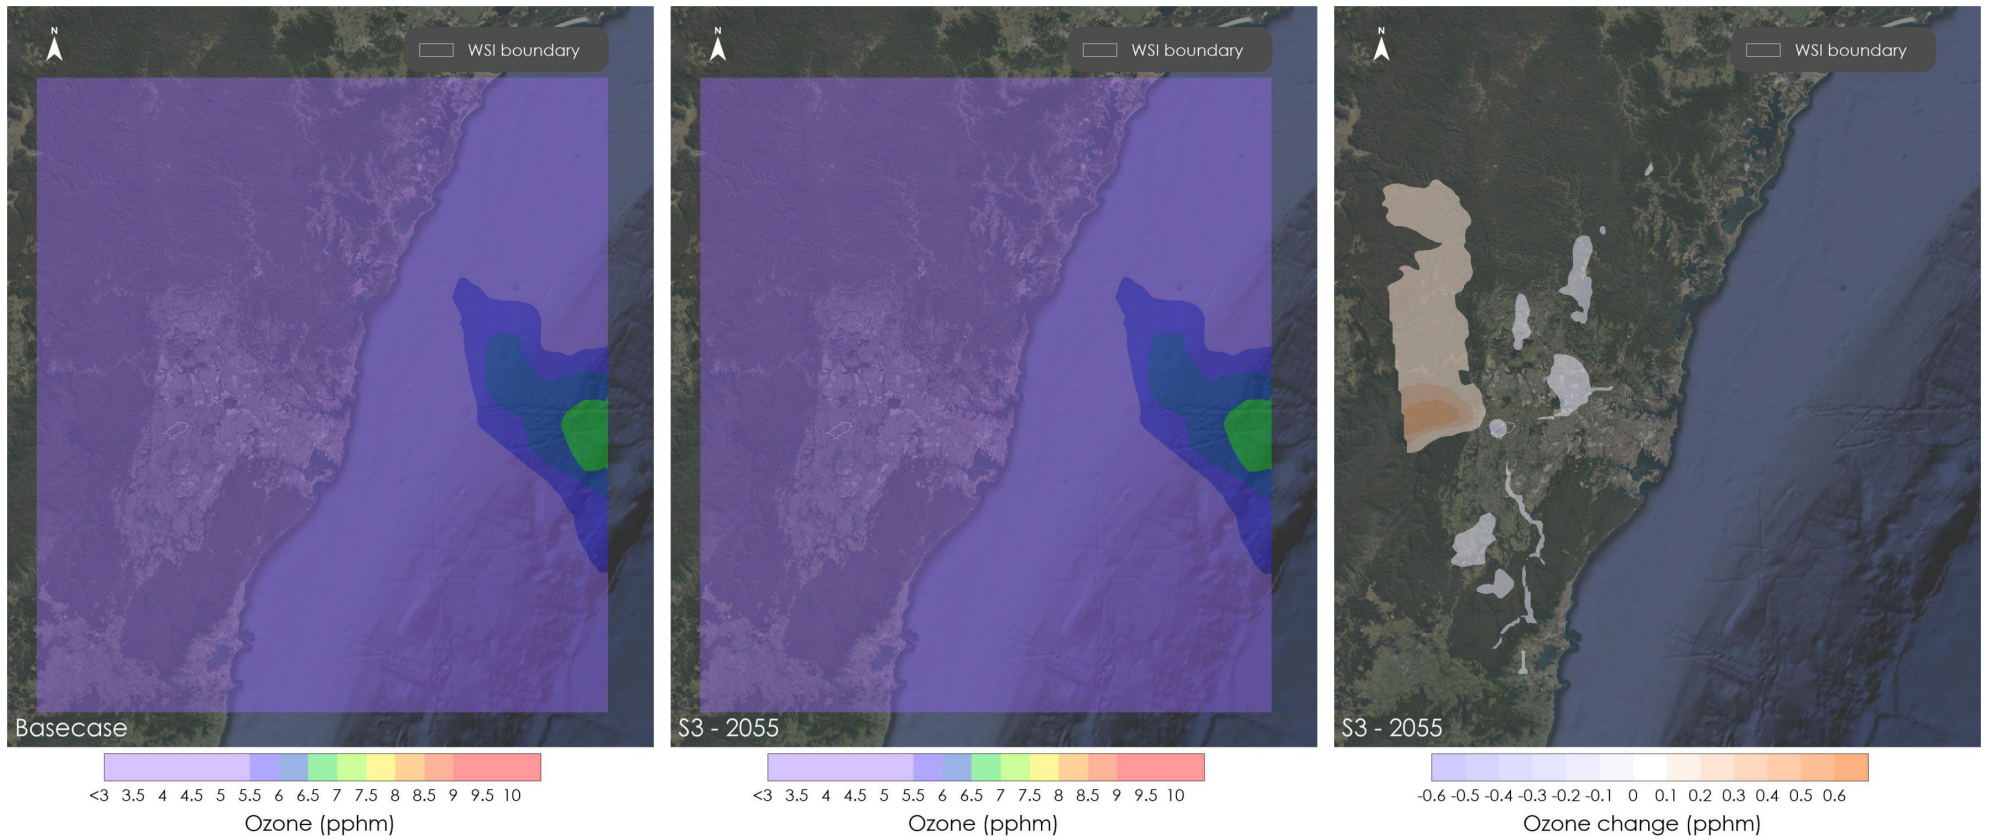 N
WSI boundary
Basecase
<3 3.5 4 4.5 5 5.5 6 6.5 7 7.5 8 8.5 9 9.5 10
Ozone (pphm)
N
WSI boundary
S3 - 2055
<3 3.5 4 4.5 5 5.5 6 6.5 7 7.5 8 8.5 9 9.5 10
Ozone (pphm)
N
WSI boundary
S3 - 2055
-0.6 -0.5 -0.4 -0.3 -0.2 -0.1 0 0.1 0.2 0.3 0.4 0.5 0.6
Ozone change (pphm)